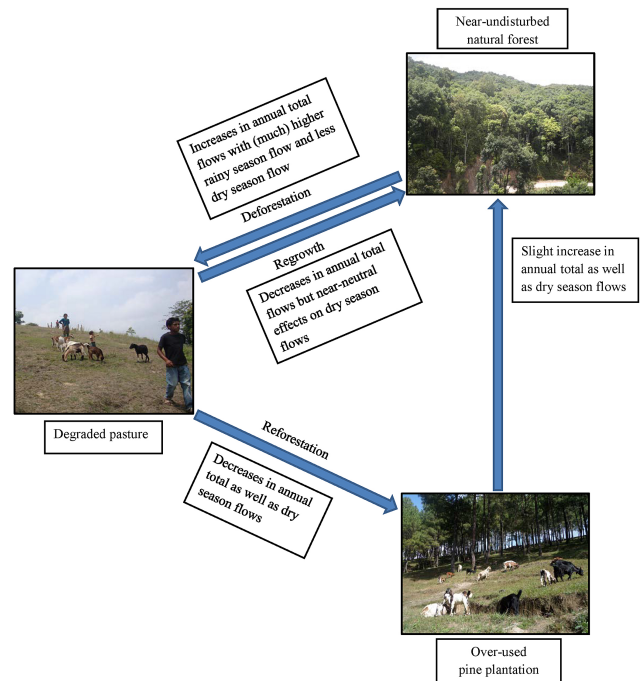 Near-undisturbed
natural forest
Increases in annual total
flows with (much) higher
rainy season flow and less
dry season flow
Deforestation
Regrowth
Decreases in annual total
flows but near-neutral
effects on dry season
flows
Slight increase in
annual total as well
as dry season flows
Degraded pasture
Reforestation
Decreases in annual
total as well as dry
season flows
Over-used
pine plantation